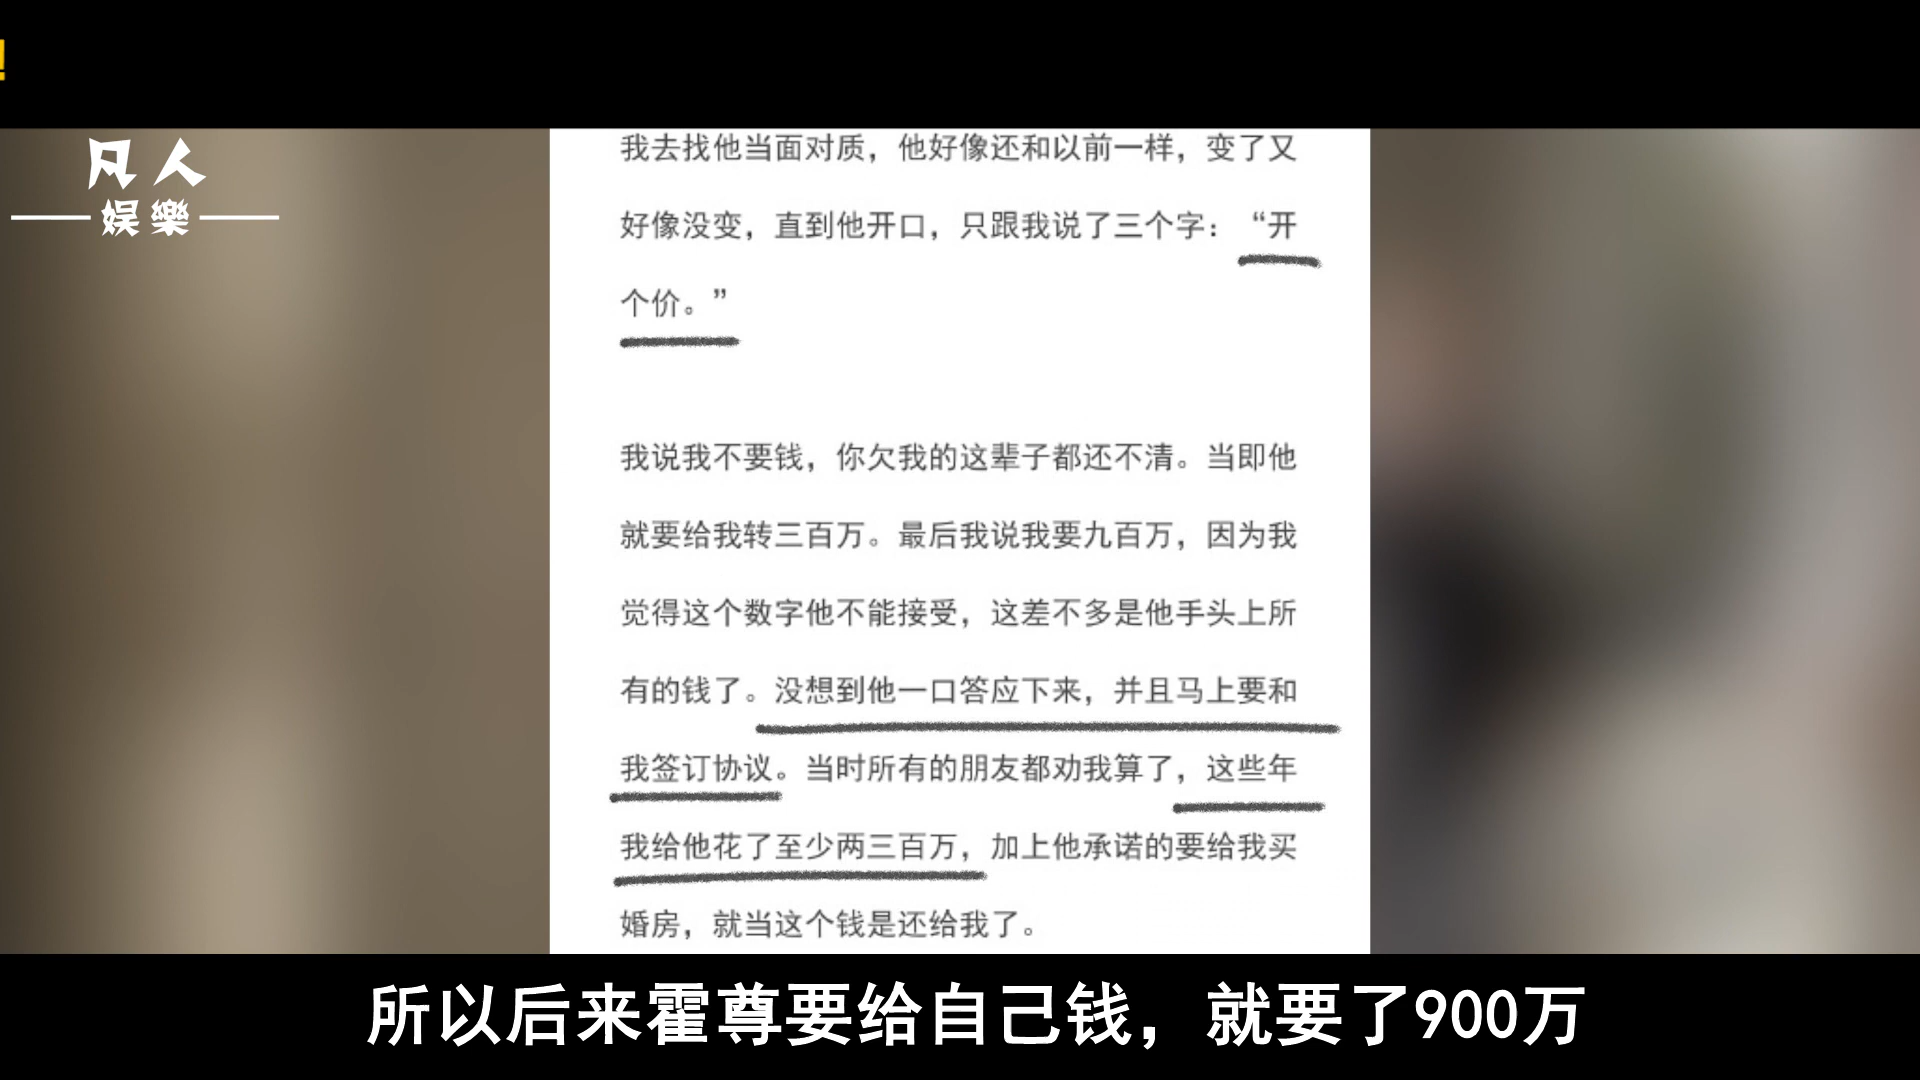 !
凡人
娱樂
我去找他当面对质，他好像还和以前一样，变了又
好像没变，直到他开口，只跟我说了三个字：“开
个价。”
我说我不要钱，你欠我的这辈子都还不清。当即他
就要给我转三百万。最后我说我要九百万，因为我
觉得这个数字他不能接受，这差不多是他手头上所
有的钱了。没想到他一口答应下来，并且马上要和
我签订协议。当时所有的朋友都劝我算了，这些年
我给他花了至少两三百万，加上他承诺的要给我买
婚房，就当这个钱是还给我了。
所以后来霍尊要给自己钱，就要了900万